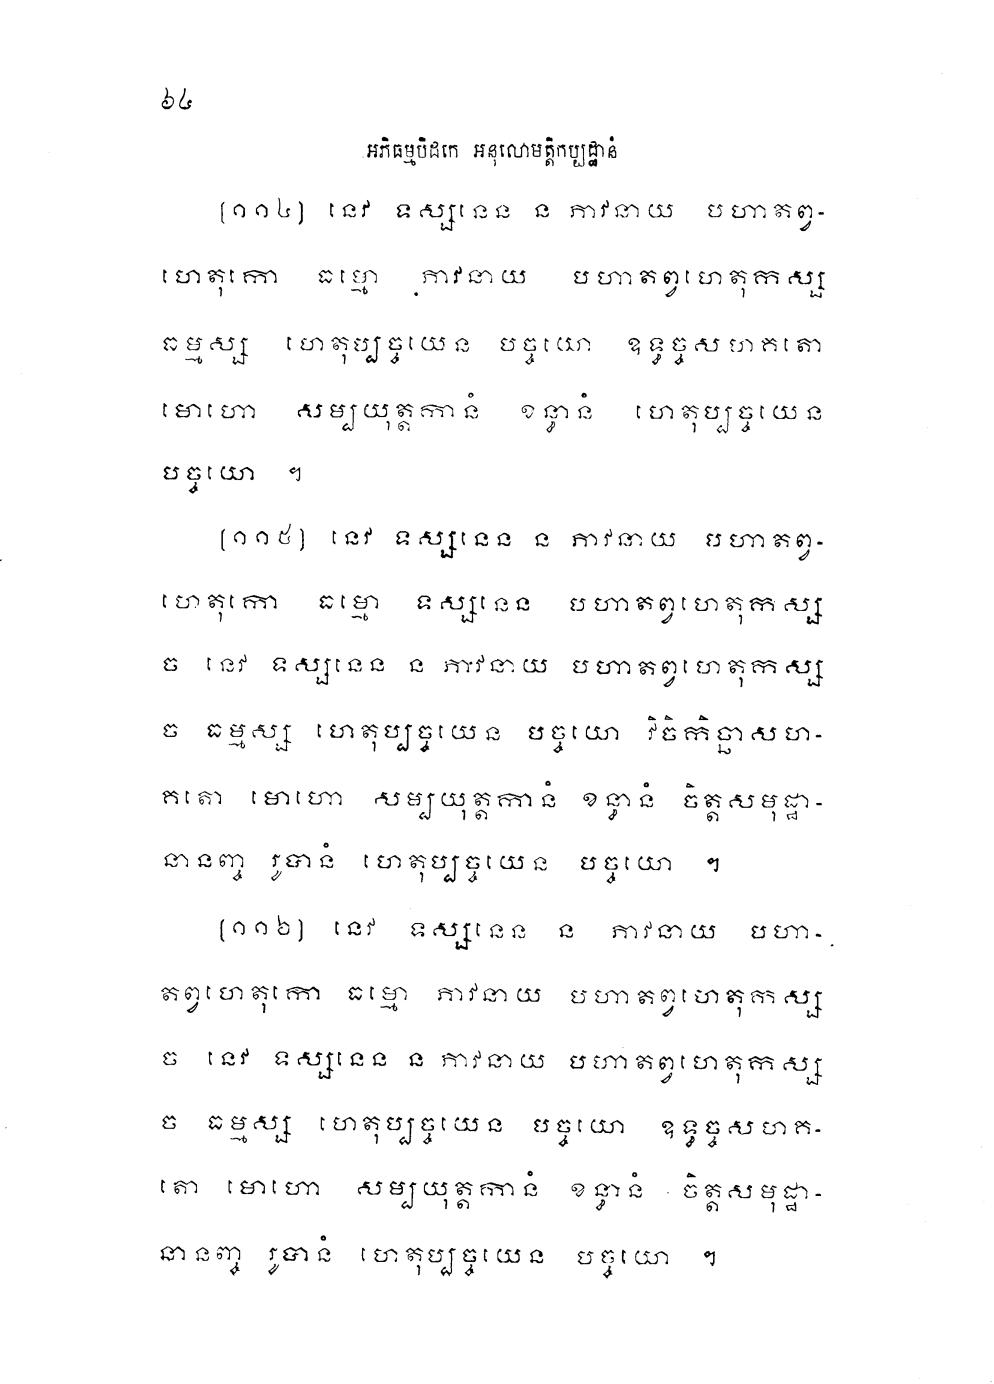 ៦៤
អភិធម្មបិដកេ អនុលោមត្តិកប្បដ្ឋានំ
(១១៤) នេវ ទស្សនេន ន ភាវនាយ បហាតព្វ-
ហេតុកោ ធម្មោ ភាវនាយ បហាតព្វហេតុកស្ស
ធម្មស្ស ហេតុប្បច្ចយេន បច្ចយោ ឧទ្ធច្ចសហគតោ
មោហោ សម្បយុត្តកានំ ខន្ធានំ ហេតុប្បច្ចយេន
បច្ចយោ ។
(១១៥) នេវ ទស្សនេន ន ភាវនាយ បហាតព្វ-
ហេតុកោ ធម្មោ ទស្សនេន បហាតព្វហេតុកស្ស
ច នេវ ទស្សនេន ន ភាវនាយ បហាតព្វហេតុកស្ស
ច ធម្មស្ស ហេតុប្បច្ចយេន បច្ចយោ វិចិកិច្ឆាសហ-
គតោ មោហោ សម្បយុត្តកានំ ខន្ធានំ ចិត្តសមុដ្ឋា-
នានញ្ច រូបានំ ហេតុប្បច្ចយេន បច្ចយោ ។
(១១៦) នេវ ទស្សនេន ន ភាវនាយ បហា-
តព្វហេតុកោ ធម្មោ ភាវនាយ បហាតព្វហេតុកស្ស
ច នេវ ទស្សនេន ន ភាវនាយ បហាតព្វហេតុកស្ស
ច ធម្មស្ស ហេតុប្បច្ចយេន បច្ចយោ ឧទ្ធច្ចសហគ-
តោ មោហោ សម្បយុត្តកានំ ខន្ធានំ ចិត្តសមុដ្ឋា-
នានញ្ច រូបានំ ហេតុប្បច្ចយេន បច្ចយោ ។